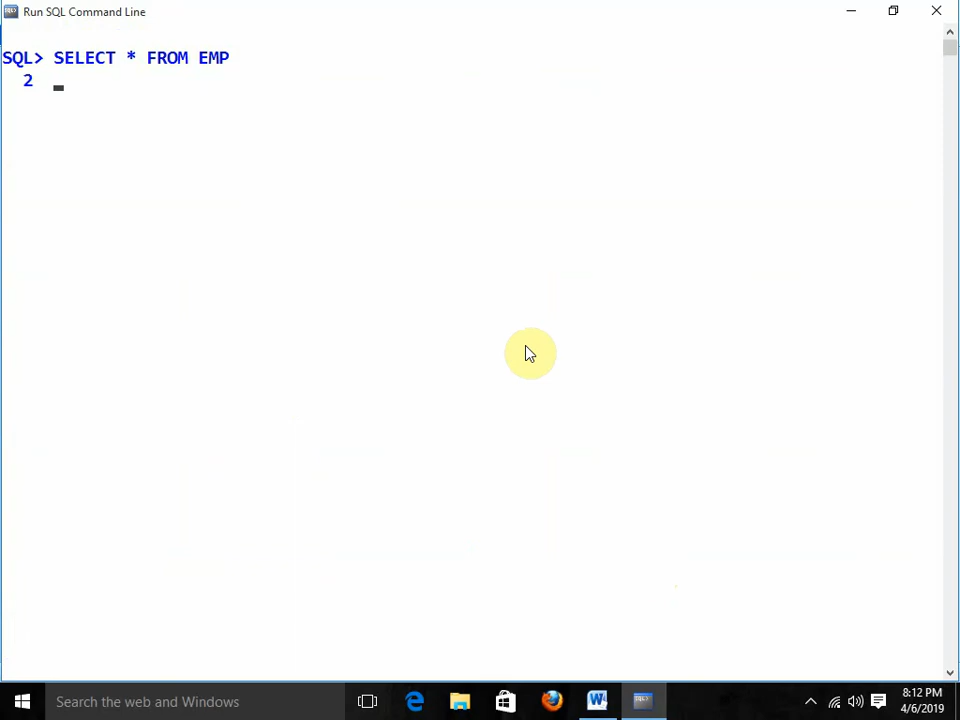 Run SQL Command Line
SQL> SELECT * FROM EMP
2
Search the web and Windows
8:12 PM
4/6/2019